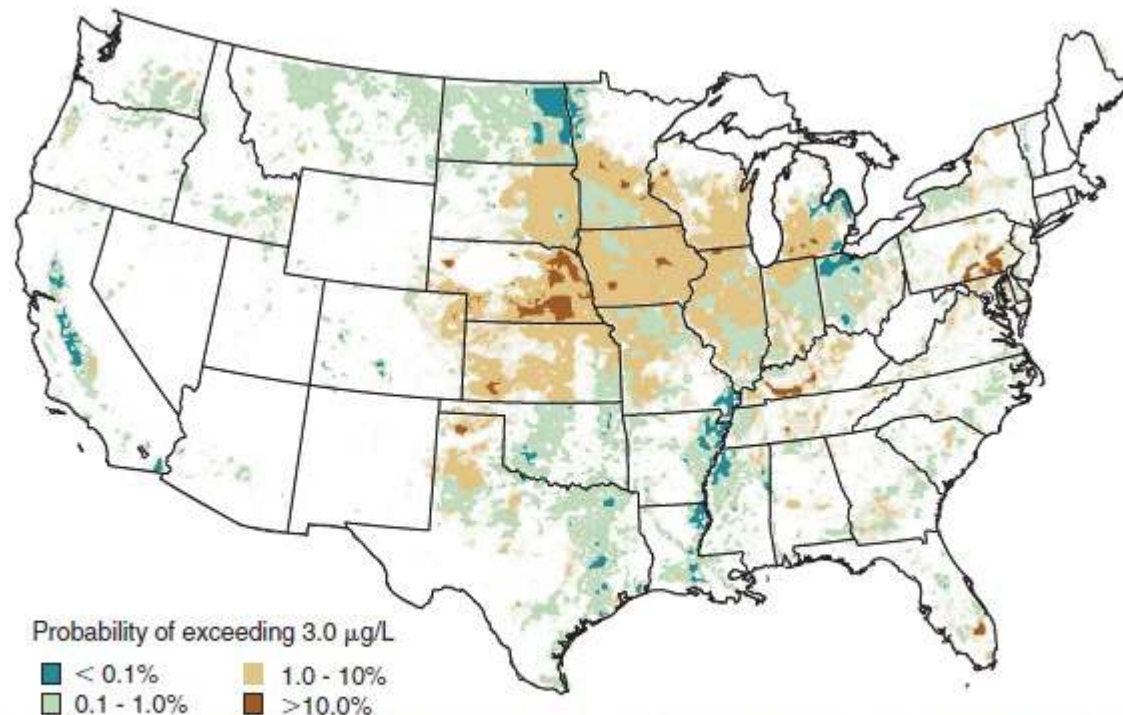 Probability of exceeding 3.0 μg/L
< 0.1%
1.0 - 10%
0.1 - 1.0%
>10.0%